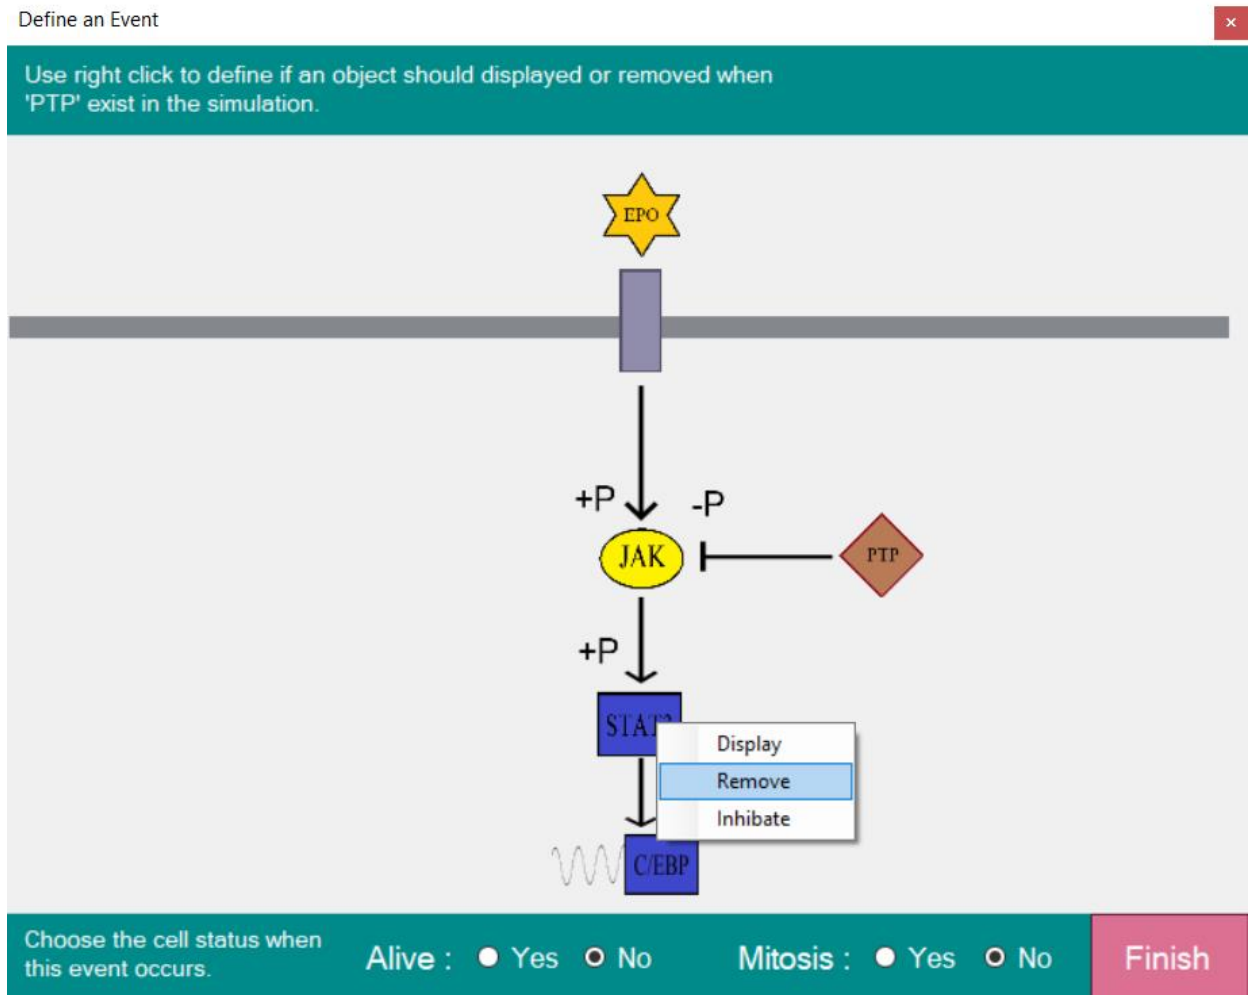 Define an Event
×
Use right click to define if an object should displayed or removed when
'PTP' exist in the simulation.
EPO
+P
-P
JAK
PTP
+P
Display
Remove
Inhibate
C/EBP
Choose the cell status when
this event occurs.
Alive : Yes No
Mitosis : Yes No
Finish